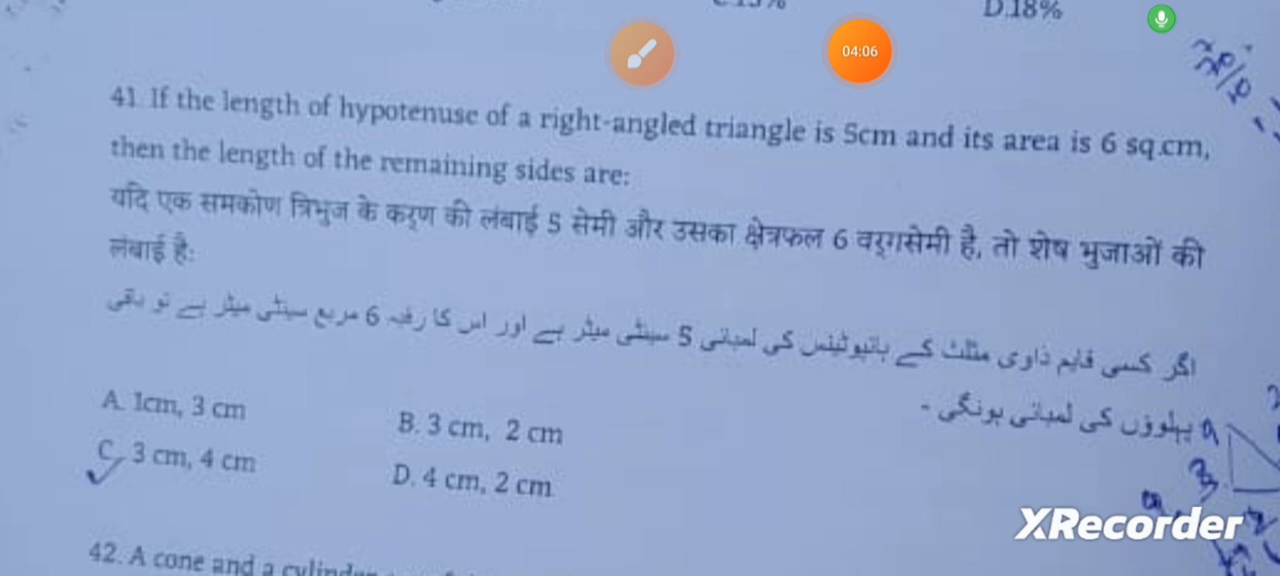 D.18%
04:06
41. If the length of hypotenuse of a right-angled triangle is 5cm and its area is 6 sq.cm,
then the length of the remaining sides are:
यदि एक समकोण त्रिभुज के कर्ण की लंबाई 5 सेमी और उसका क्षेत्रफल 6 वर्गसेमी है, तो शेष भुजाओं की
लंबाई है:
اگر کسی قایم ذاوی مثلث کے ہائپوٹینس کی لمبائی 5 سینٹی میٹر ہے اور اس کا رقبہ 6 مربع سینٹی میٹر ہے تو باقی
پہلوؤں کی لمبائی ہونگی -
A. 1cm, 3 cm
B. 3 cm, 2 cm
C. 3 cm, 4 cm
D. 4 cm, 2 cm
XRecorder
42. A cone and a cylinder